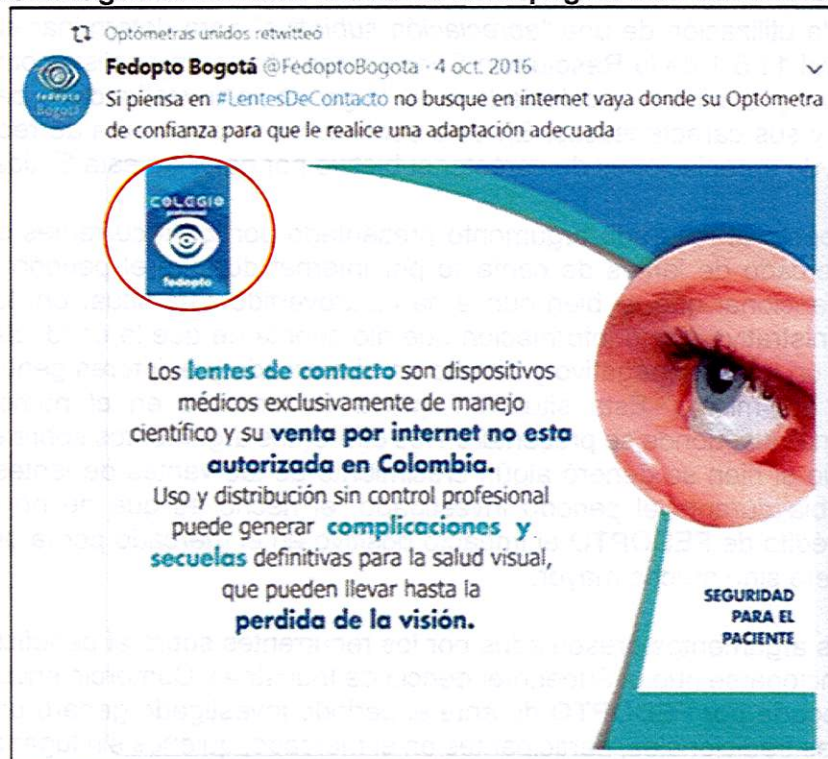 Optómetras unidos retwitteó
Fedopto Bogotá @FedoptoBogota · 4 oct. 2016
Si piensa en #LentesDeContacto no busque en internet vaya donde su Optómetra
de confianza para que le realice una adaptación adecuada
fedopto
Bogotá
COLEGIO
profesional
fedopto
Los lentes de contacto son dispositivos
médicos exclusivamente de manejo
científico y su venta por internet no esta
autorizada en Colombia.
Uso y distribución sin control profesional
puede generar complicaciones y
secuelas definitivas para la salud visual,
que pueden llevar hasta la
perdida de la visión.
SEGURIDAD
PARA EL
PACIENTE